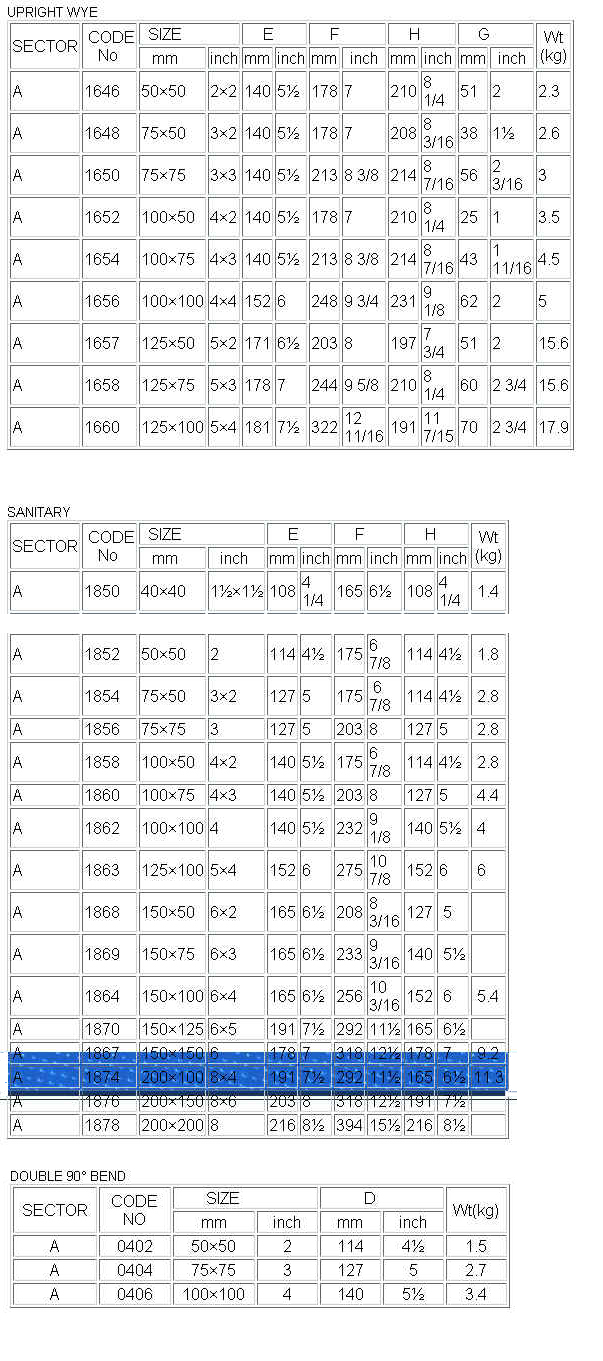 UPRIGHT WYE
SECTOR CODE No SIZE E F H G Wt (kg)
mm inch mm inch mm inch mm inch mm inch
A 1646 50×50 2×2 140 5½ 178 7 210 8 1/4 51 2 2.3
A 1648 75×50 3×2 140 5½ 178 7 208 8 3/16 38 1½ 2.6
A 1650 75×75 3×3 140 5½ 213 8 3/8 214 8 7/16 56 2 3/16 3
A 1652 100×50 4×2 140 5½ 178 7 210 8 1/4 25 1 3.5
A 1654 100×75 4×3 140 5½ 213 8 3/8 214 8 7/16 43 1 11/16 4.5
A 1656 100×100 4×4 152 6 248 9 3/4 231 9 1/8 62 2 5
A 1657 125×50 5×2 171 6½ 203 8 197 7 3/4 51 2 15.6
A 1658 125×75 5×3 178 7 244 9 5/8 210 8 1/4 60 2 3/4 15.6
A 1660 125×100 5×4 181 7½ 322 12 11/16 191 11 7/15 70 2 3/4 17.9
SANITARY
SECTOR CODE No SIZE E F H Wt (kg)
mm inch mm inch mm inch mm inch
A 1850 40×40 1½×1½ 108 4 1/4 165 6½ 108 4 1/4 1.4
A 1852 50×50 2 114 4½ 175 6 7/8 114 4½ 1.8
A 1854 75×50 3×2 127 5 175 6 7/8 114 4½ 2.8
A 1856 75×75 3 127 5 203 8 127 5 2.8
A 1858 100×50 4×2 140 5½ 175 6 7/8 114 4½ 2.8
A 1860 100×75 4×3 140 5½ 203 8 127 5 4.4
A 1862 100×100 4 140 5½ 232 9 1/8 140 5½ 4
A 1863 125×100 5×4 152 6 275 10 7/8 152 6 6
A 1868 150×50 6×2 165 6½ 208 8 3/16 127 5
A 1869 150×75 6×3 165 6½ 233 9 3/16 140 5½
A 1864 150×100 6×4 165 6½ 256 10 3/16 152 6 5.4
A 1870 150×125 6×5 191 7½ 292 11½ 165 6½
A 1867 150×150 6 178 7 318 12½ 178 7 9.2
A 1874 200×100 8×4 191 7½ 292 11½ 165 6½ 11.3
A 1876 200×150 8×6 203 8 318 12½ 191 7½
A 1878 200×200 8 216 8½ 394 15½ 216 8½
DOUBLE 90° BEND
SECTOR CODE NO SIZE D Wt(kg)
mm inch mm inch
A 0402 50×50 2 114 4½ 1.5
A 0404 75×75 3 127 5 2.7
A 0406 100×100 4 140 5½ 3.4